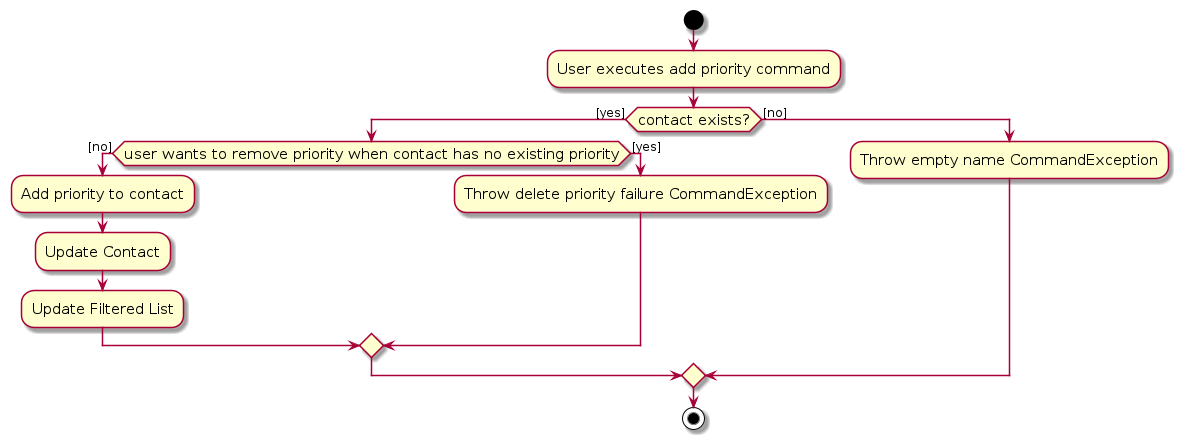 User executes add priority command
[yes]
contact exists?
[no]
[no]
user wants to remove priority when contact has no existing priority
[yes]
Throw empty name CommandException
Add priority to contact
Throw delete priority failure CommandException
Update Contact
Update Filtered List